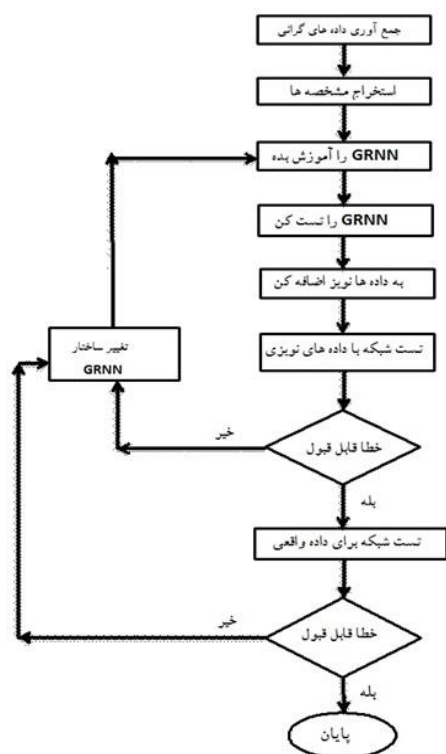 جمع آوری داده های گرانی
استخراج مشخصه ها
GRNN را آموزش بده
GRNN را تست کن
به داده ها نویز اضافه کن
تست شبکه با داده های نویزی
تغییر ساختار
GRNN
خطا قابل قبول
خیر
بله
تست شبکه برای داده واقعی
خطا قابل قبول
خیر
بله
پایان